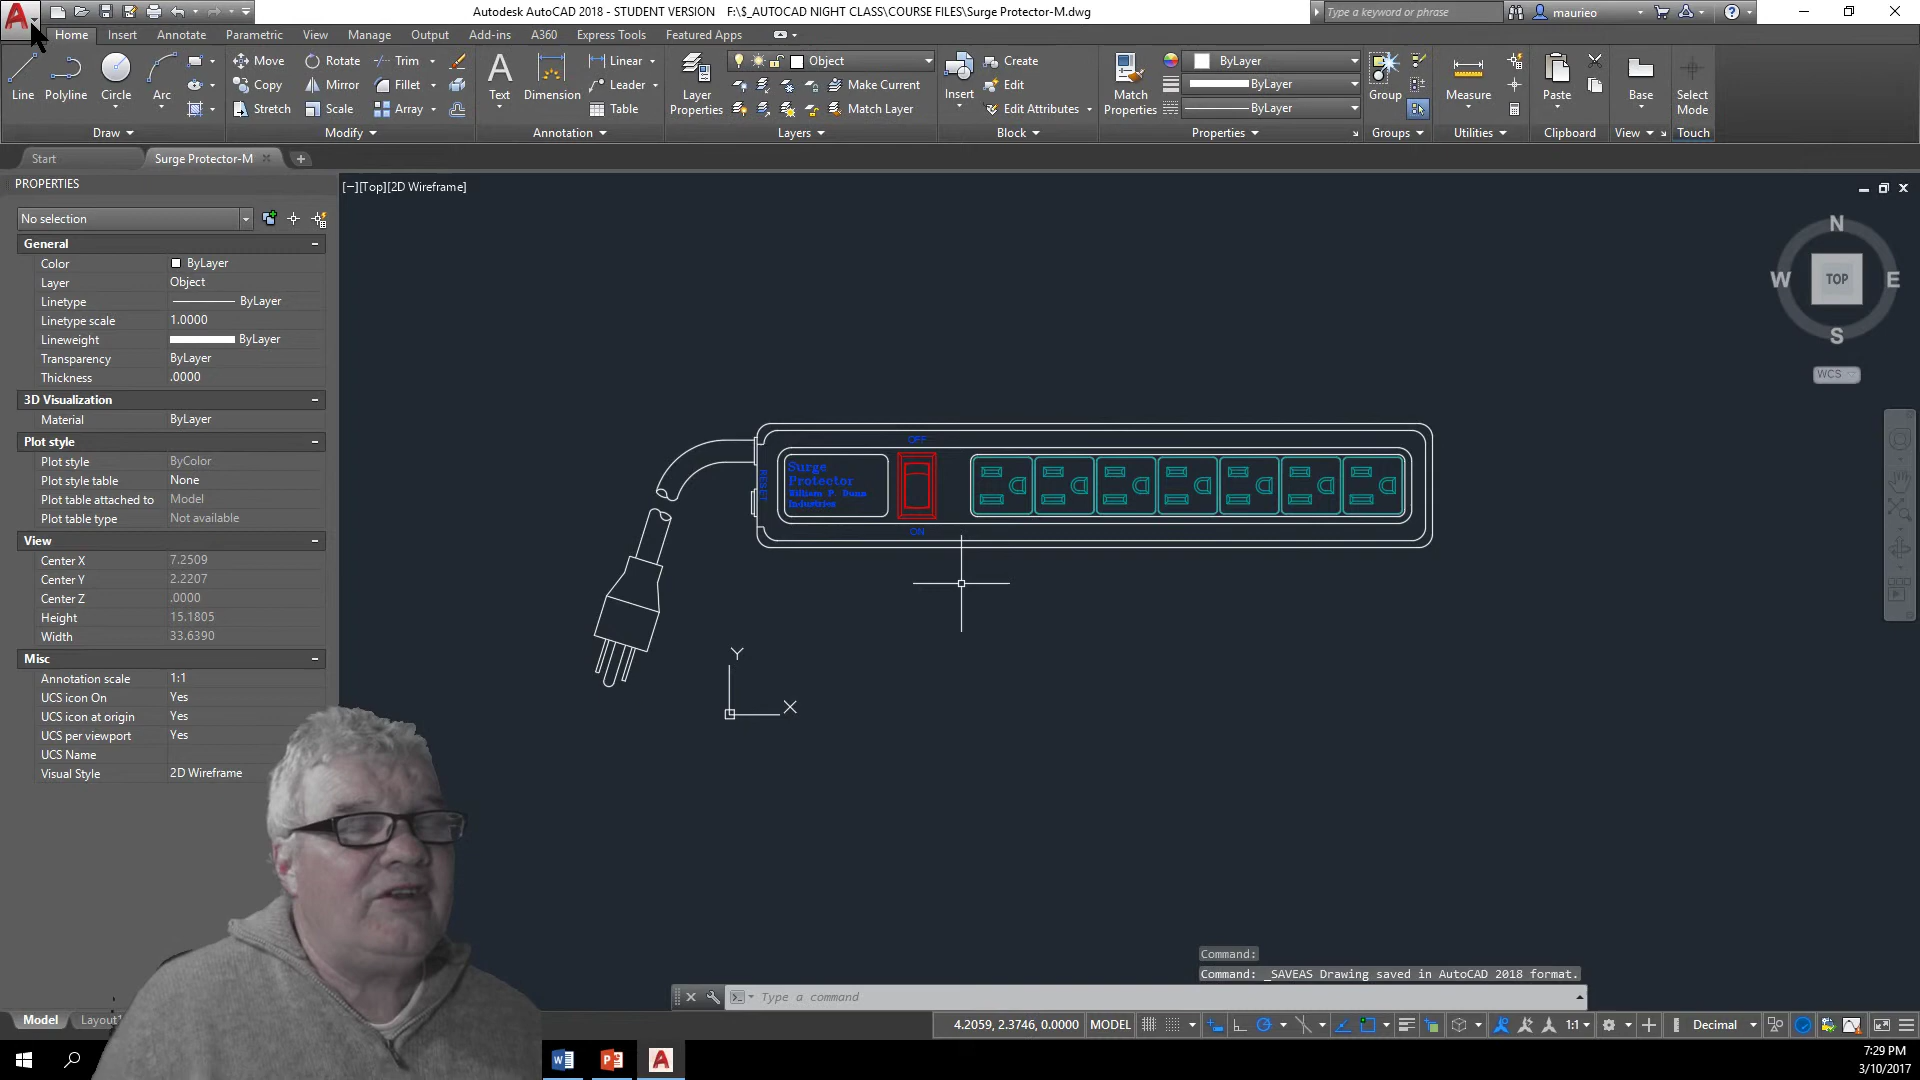 Autodesk AutoCAD 2018 - STUDENT VERSION F:\$_AUTOCAD NIGHT CLASS\COURSE FILES\Surge Protector-M.dwg
Type a keyword or phrase
maurieo
Home Insert Annotate Parametric View Manage Output Add-ins A360 Express Tools Featured Apps
Line Polyline Circle Arc
Move Rotate Trim
Copy Mirror Fillet
Stretch Scale Array
Text Dimension
Linear
Leader
Table
Layer Properties
Object
Make Current
Match Layer
Insert
Create
Edit
Edit Attributes
Match Properties
ByLayer
ByLayer
ByLayer
Group
Measure
Paste
Base
Select Mode
Draw Modify Annotation Layers Block Properties Groups Utilities Clipboard View Touch
Start Surge Protector-M
PROPERTIES
No selection
General
Color ByLayer
Layer Object
Linetype ByLayer
Linetype scale 1.0000
Lineweight ByLayer
Transparency ByLayer
Thickness .0000
3D Visualization
Material ByLayer
Plot style
Plot style ByColor
Plot style table None
Plot table attached to Model
Plot table type Not available
View
Center X 7.2509
Center Y 2.2207
Center Z .0000
Height 15.1805
Width 33.6390
Misc
Annotation scale 1:1
UCS icon On Yes
UCS icon at origin Yes
UCS per viewport Yes
UCS Name
Visual Style 2D Wireframe
[−][Top][2D Wireframe]
N
W TOP E
S
WCS
OFF
RESET
Surge
Protector
William P. Dunn
Industries
ON
Y
X
Command:
Command: _SAVEAS Drawing saved in AutoCAD 2018 format.
Type a command
Model Layout1
4.2059, 2.3746, 0.0000 MODEL 1:1 Decimal
7:29 PM
3/10/2017